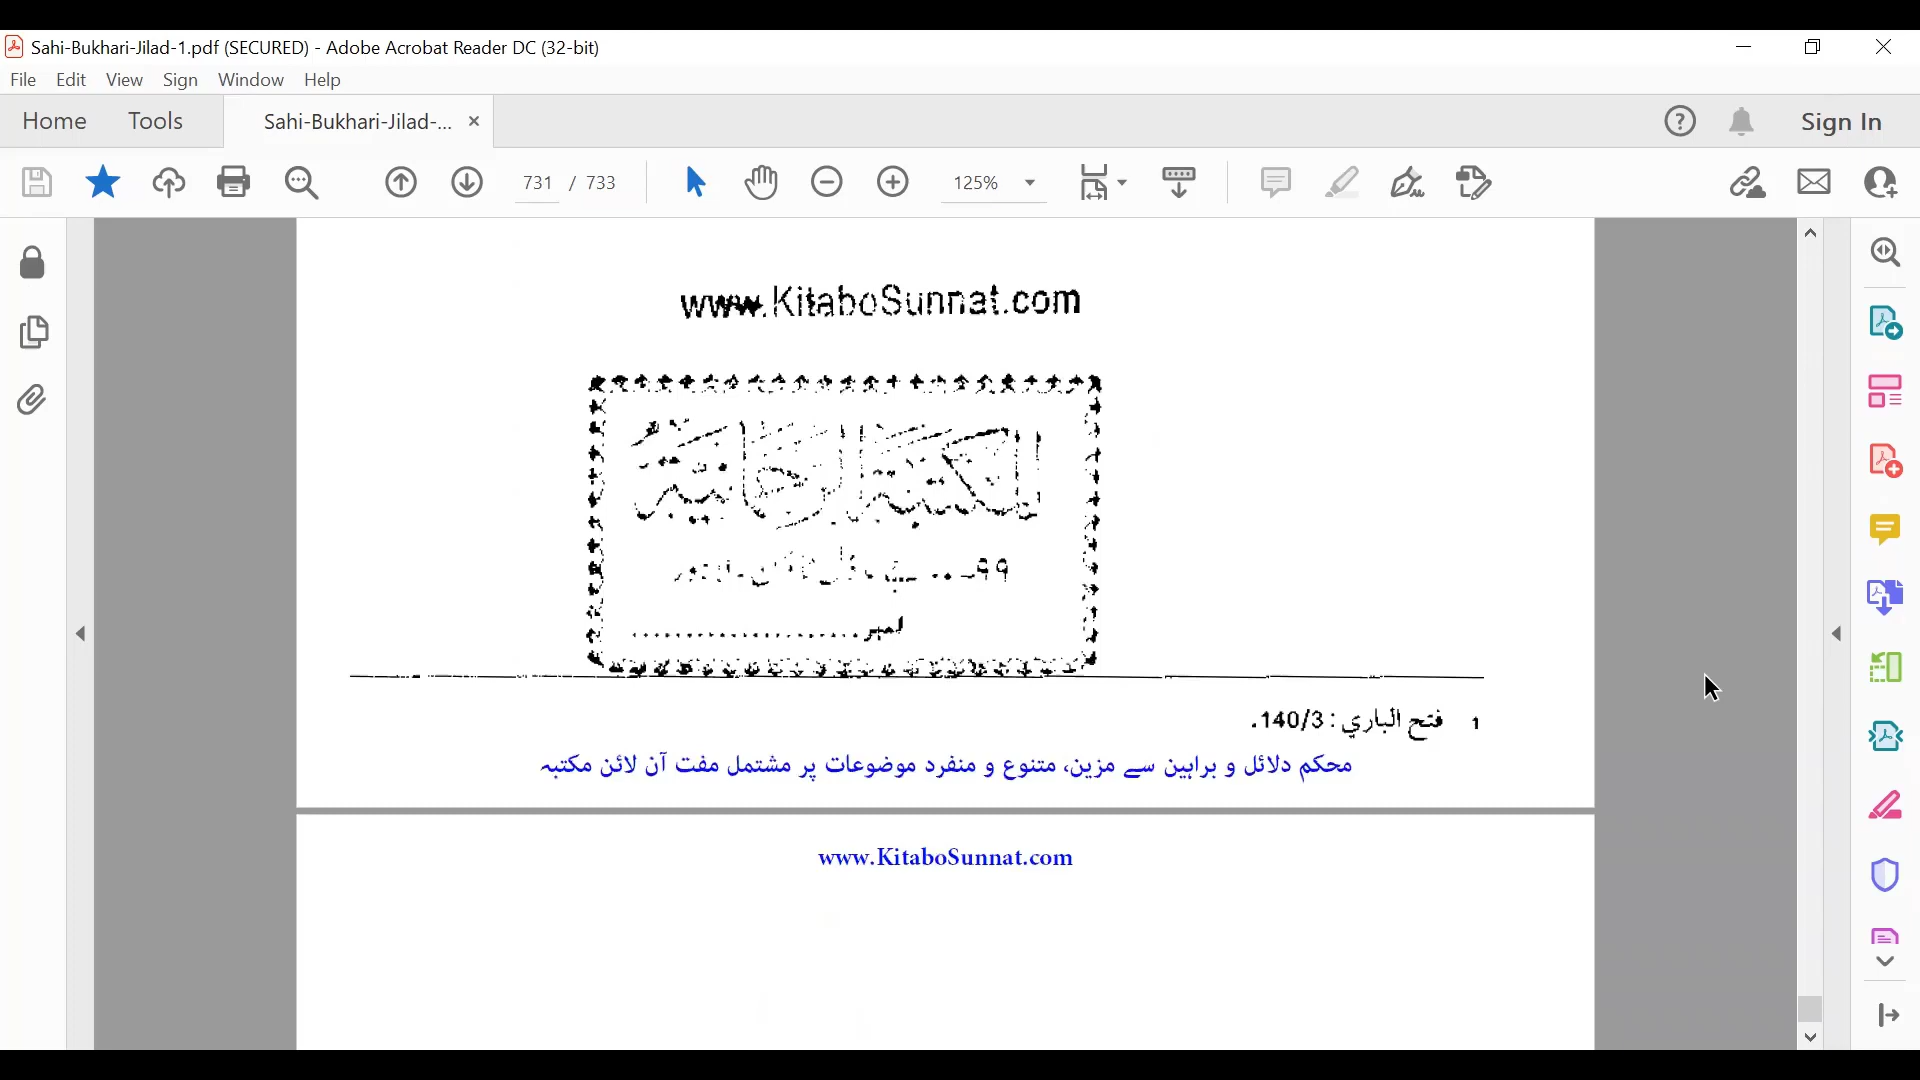 Sahi-Bukhari-Jilad-1.pdf (SECURED) - Adobe Acrobat Reader DC (32-bit)
File Edit View Sign Window Help
Home Tools Sahi-Bukhari-Jilad-... Sign In
731 / 733 125%
www.KitaboSunnat.com
۹۹
1 فتح الباري : 140/3.
محکم دلائل و براہین سے مزین، متنوع و منفرد موضوعات پر مشتمل مفت آن لائن مکتبہ
www.KitaboSunnat.com